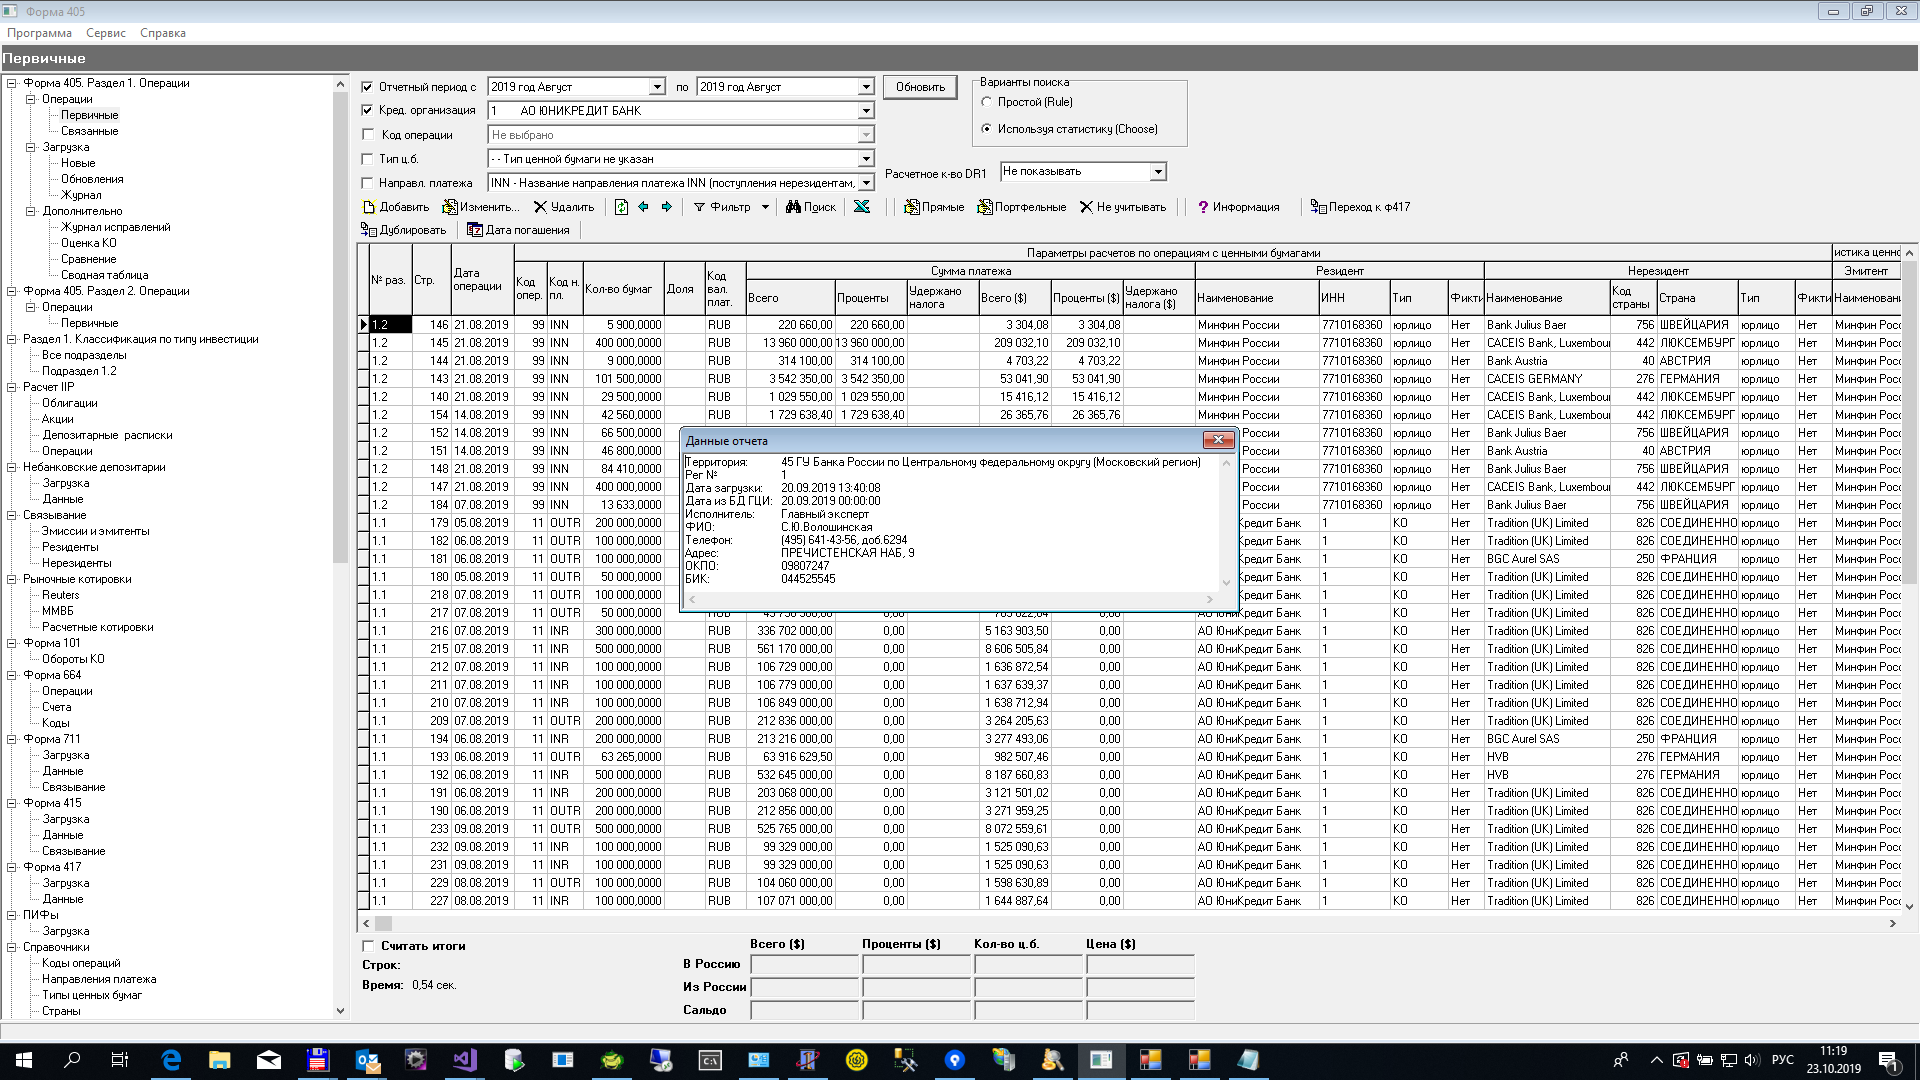 Форма 405
Программа Сервис Справка
Первичные
Форма 405. Раздел 1. Операции
Операции
Первичные
Связанные
Загрузка
Новые
Обновления
Журнал
Дополнительно
Журнал исправлений
Оценка КО
Сравнение
Сводная таблица
Форма 405. Раздел 2. Операции
Операции
Первичные
Раздел 1. Классификация по типу инвестиции
Все подразделы
Подраздел 1.2
Расчет IIP
Облигации
Акции
Депозитарные расписки
Операции
Небанковские депозитарии
Загрузка
Данные
Связывание
Эмиссии и эмитенты
Резиденты
Нерезиденты
Рыночные котировки
Reuters
ММВБ
Расчетные котировки
Форма 101
Обороты КО
Форма 664
Операции
Счета
Коды
Форма 711
Загрузка
Данные
Связывание
Форма 415
Загрузка
Данные
Связывание
Форма 417
Загрузка
Данные
ПИФы
Загрузка
Справочники
Коды операций
Направления платежа
Типы ценных бумаг
Страны
Отчетный период с 2019 год Август по 2019 год Август Обновить
Кред. организация 1 АО ЮНИКРЕДИТ БАНК
Код операции Не выбрано
Тип ц.б. - - Тип ценной бумаги не указан
Направл. платежа INN - Название направления платежа INN (поступления нерезидентам,
Варианты поиска
Простой (Rule)
Используя статистику (Choose)
Расчетное к-во DR1 Не показывать
Добавить Изменить... Удалить Фильтр Поиск Прямые Портфельные Не учитывать ? Информация Переход к ф417
Дублировать Дата погашения
Параметры расчетов по операциям с ценными бумагами истика ценно
Сумма платежа Резидент Нерезидент Эмитент
№ раз. Стр. Дата операции Код опер. Код н. пл. Кол-во бумаг Доля Код вал. плат. Всего Проценты Удержано налога Всего ($) Проценты ($) Удержано налога ($) Наименование ИНН Тип Фикти Наименование Код страны Страна Тип Фикти Наименовани
1.2 146 21.08.2019 99 INN 5 900,0000 RUB 220 660,00 220 660,00 3 304,08 3 304,08 Минфин России 7710168360 юрлицо Нет Bank Julius Baer 756 ШВЕЙЦАРИЯ юрлицо Нет Минфин Росс
1.2 145 21.08.2019 99 INN 400 000,0000 RUB 13 960 000,00 13 960 000,00 209 032,10 209 032,10 Минфин России 7710168360 юрлицо Нет CACEIS Bank, Luxembour 442 ЛЮКСЕМБУРГ юрлицо Нет Минфин Росс
1.2 144 21.08.2019 99 INN 9 000,0000 RUB 314 100,00 314 100,00 4 703,22 4 703,22 Минфин России 7710168360 юрлицо Нет Bank Austria 40 АВСТРИЯ юрлицо Нет Минфин Росс
1.2 143 21.08.2019 99 INN 101 500,0000 RUB 3 542 350,00 3 542 350,00 53 041,90 53 041,90 Минфин России 7710168360 юрлицо Нет CACEIS GERMANY 276 ГЕРМАНИЯ юрлицо Нет Минфин Росс
1.2 140 21.08.2019 99 INN 29 500,0000 RUB 1 029 550,00 1 029 550,00 15 416,12 15 416,12 Минфин России 7710168360 юрлицо Нет CACEIS Bank, Luxembour 442 ЛЮКСЕМБУРГ юрлицо Нет Минфин Росс
1.2 154 14.08.2019 99 INN 42 560,0000 RUB 1 729 638,40 1 729 638,40 26 365,76 26 365,76 Минфин России 7710168360 юрлицо Нет CACEIS Bank, Luxembour 442 ЛЮКСЕМБУРГ юрлицо Нет Минфин Росс
1.2 152 14.08.2019 99 INN 66 500,0000 России 7710168360 юрлицо Нет Bank Julius Baer 756 ШВЕЙЦАРИЯ юрлицо Нет Минфин Росс
1.2 151 14.08.2019 99 INN 46 800,0000 России 7710168360 юрлицо Нет Bank Austria 40 АВСТРИЯ юрлицо Нет Минфин Росс
1.2 148 21.08.2019 99 INN 84 410,0000 России 7710168360 юрлицо Нет Bank Julius Baer 756 ШВЕЙЦАРИЯ юрлицо Нет Минфин Росс
1.2 147 21.08.2019 99 INN 400 000,0000 России 7710168360 юрлицо Нет CACEIS Bank, Luxembour 442 ЛЮКСЕМБУРГ юрлицо Нет Минфин Росс
1.2 184 07.08.2019 99 INN 13 633,0000 России 7710168360 юрлицо Нет Bank Julius Baer 756 ШВЕЙЦАРИЯ юрлицо Нет Минфин Росс
1.1 179 05.08.2019 11 OUTR 200 000,0000 Кредит Банк 1 КО Нет Tradition (UK) Limited 826 СОЕДИНЕННО юрлицо Нет Минфин Росс
1.1 182 06.08.2019 11 OUTR 100 000,0000 Кредит Банк 1 КО Нет Tradition (UK) Limited 826 СОЕДИНЕННО юрлицо Нет Минфин Росс
1.1 181 06.08.2019 11 OUTR 100 000,0000 Кредит Банк 1 КО Нет BGC Aurel SAS 250 ФРАНЦИЯ юрлицо Нет Минфин Росс
1.1 180 05.08.2019 11 OUTR 50 000,0000 Кредит Банк 1 КО Нет Tradition (UK) Limited 826 СОЕДИНЕННО юрлицо Нет Минфин Росс
1.1 218 07.08.2019 11 OUTR 100 000,0000 Кредит Банк 1 КО Нет Tradition (UK) Limited 826 СОЕДИНЕННО юрлицо Нет Минфин Росс
1.1 217 07.08.2019 11 OUTR 50 000,0000 Кредит Банк 1 КО Нет Tradition (UK) Limited 826 СОЕДИНЕННО юрлицо Нет Минфин Росс
1.1 216 07.08.2019 11 INR 300 000,0000 RUB 336 702 000,00 0,00 5 163 903,50 0,00 АО ЮниКредит Банк 1 КО Нет Tradition (UK) Limited 826 СОЕДИНЕННО юрлицо Нет Минфин Росс
1.1 215 07.08.2019 11 INR 500 000,0000 RUB 561 170 000,00 0,00 8 606 505,84 0,00 АО ЮниКредит Банк 1 КО Нет Tradition (UK) Limited 826 СОЕДИНЕННО юрлицо Нет Минфин Росс
1.1 212 07.08.2019 11 INR 100 000,0000 RUB 106 729 000,00 0,00 1 636 872,54 0,00 АО ЮниКредит Банк 1 КО Нет Tradition (UK) Limited 826 СОЕДИНЕННО юрлицо Нет Минфин Росс
1.1 211 07.08.2019 11 INR 100 000,0000 RUB 106 779 000,00 0,00 1 637 639,37 0,00 АО ЮниКредит Банк 1 КО Нет Tradition (UK) Limited 826 СОЕДИНЕННО юрлицо Нет Минфин Росс
1.1 210 07.08.2019 11 INR 100 000,0000 RUB 106 849 000,00 0,00 1 638 712,94 0,00 АО ЮниКредит Банк 1 КО Нет Tradition (UK) Limited 826 СОЕДИНЕННО юрлицо Нет Минфин Росс
1.1 209 07.08.2019 11 OUTR 200 000,0000 RUB 212 836 000,00 0,00 3 264 205,63 0,00 АО ЮниКредит Банк 1 КО Нет Tradition (UK) Limited 826 СОЕДИНЕННО юрлицо Нет Минфин Росс
1.1 194 06.08.2019 11 INR 200 000,0000 RUB 213 216 000,00 0,00 3 277 493,06 0,00 АО ЮниКредит Банк 1 КО Нет BGC Aurel SAS 250 ФРАНЦИЯ юрлицо Нет Минфин Росс
1.1 193 06.08.2019 11 OUTR 63 265,0000 RUB 63 916 629,50 0,00 982 507,46 0,00 АО ЮниКредит Банк 1 КО Нет HVB 276 ГЕРМАНИЯ юрлицо Нет Минфин Росс
1.1 192 06.08.2019 11 INR 500 000,0000 RUB 532 645 000,00 0,00 8 187 660,83 0,00 АО ЮниКредит Банк 1 КО Нет HVB 276 ГЕРМАНИЯ юрлицо Нет Минфин Росс
1.1 191 06.08.2019 11 INR 200 000,0000 RUB 203 068 000,00 0,00 3 121 501,02 0,00 АО ЮниКредит Банк 1 КО Нет Tradition (UK) Limited 826 СОЕДИНЕННО юрлицо Нет Минфин Росс
1.1 190 06.08.2019 11 OUTR 200 000,0000 RUB 212 856 000,00 0,00 3 271 959,25 0,00 АО ЮниКредит Банк 1 КО Нет Tradition (UK) Limited 826 СОЕДИНЕННО юрлицо Нет Минфин Росс
1.1 233 09.08.2019 11 OUTR 500 000,0000 RUB 525 765 000,00 0,00 8 072 559,61 0,00 АО ЮниКредит Банк 1 КО Нет Tradition (UK) Limited 826 СОЕДИНЕННО юрлицо Нет Минфин Росс
1.1 232 09.08.2019 11 INR 100 000,0000 RUB 99 329 000,00 0,00 1 525 090,63 0,00 АО ЮниКредит Банк 1 КО Нет Tradition (UK) Limited 826 СОЕДИНЕННО юрлицо Нет Минфин Росс
1.1 231 09.08.2019 11 INR 100 000,0000 RUB 99 329 000,00 0,00 1 525 090,63 0,00 АО ЮниКредит Банк 1 КО Нет Tradition (UK) Limited 826 СОЕДИНЕННО юрлицо Нет Минфин Росс
1.1 229 08.08.2019 11 OUTR 100 000,0000 RUB 104 060 000,00 0,00 1 598 630,89 0,00 АО ЮниКредит Банк 1 КО Нет Tradition (UK) Limited 826 СОЕДИНЕННО юрлицо Нет Минфин Росс
1.1 227 08.08.2019 11 INR 100 000,0000 RUB 107 071 000,00 0,00 1 644 887,64 0,00 АО ЮниКредит Банк 1 КО Нет Tradition (UK) Limited 826 СОЕДИНЕННО юрлицо Нет Минфин Росс
Данные отчета
Территория: 45 ГУ Банка России по Центральному федеральному округу (Московский регион)
Рег № 1
Дата загрузки: 20.09.2019 13:40:08
Дата из БД ГЦИ: 20.09.2019 00:00:00
Исполнитель: Главный эксперт
ФИО: С.Ю.Волошинская
Телефон: (495) 641-43-56, доб.6294
Адрес: ПРЕЧИСТЕНСКАЯ НАБ, 9
ОКПО: 09807247
БИК: 044525545
Считать итоги Всего ($) Проценты ($) Кол-во ц.б. Цена ($)
Строк: В Россию
Время: 0,54 сек. Из России
Сальдо
C:\
РУС
11:19
23.10.2019
1